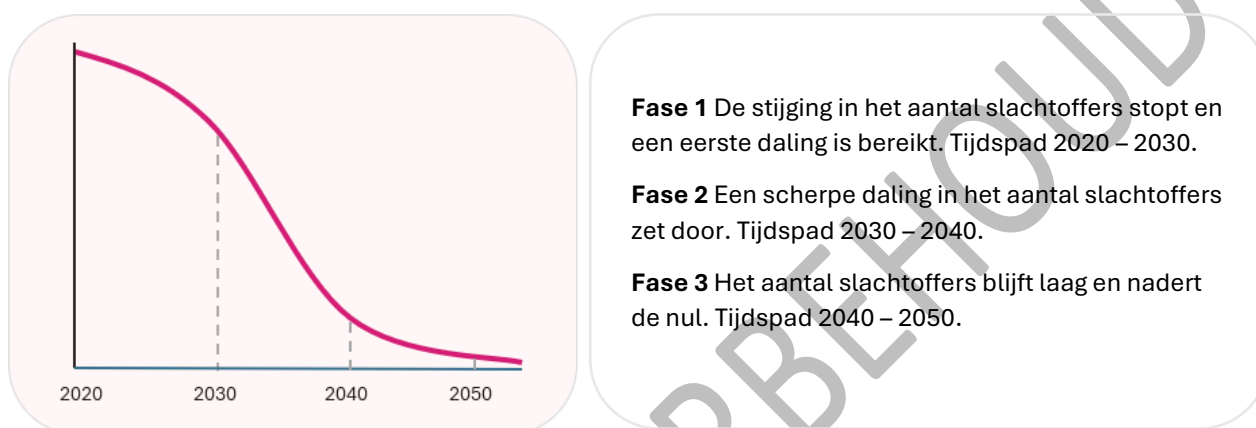 2020 2030 2040 2050
Fase 1 De stijging in het aantal slachtoffers stopt en
een eerste daling is bereikt. Tijdspad 2020 – 2030.
Fase 2 Een scherpe daling in het aantal slachtoffers
zet door. Tijdspad 2030 – 2040.
Fase 3 Het aantal slachtoffers blijft laag en nadert
de nul. Tijdspad 2040 – 2050.
RBEHOUD